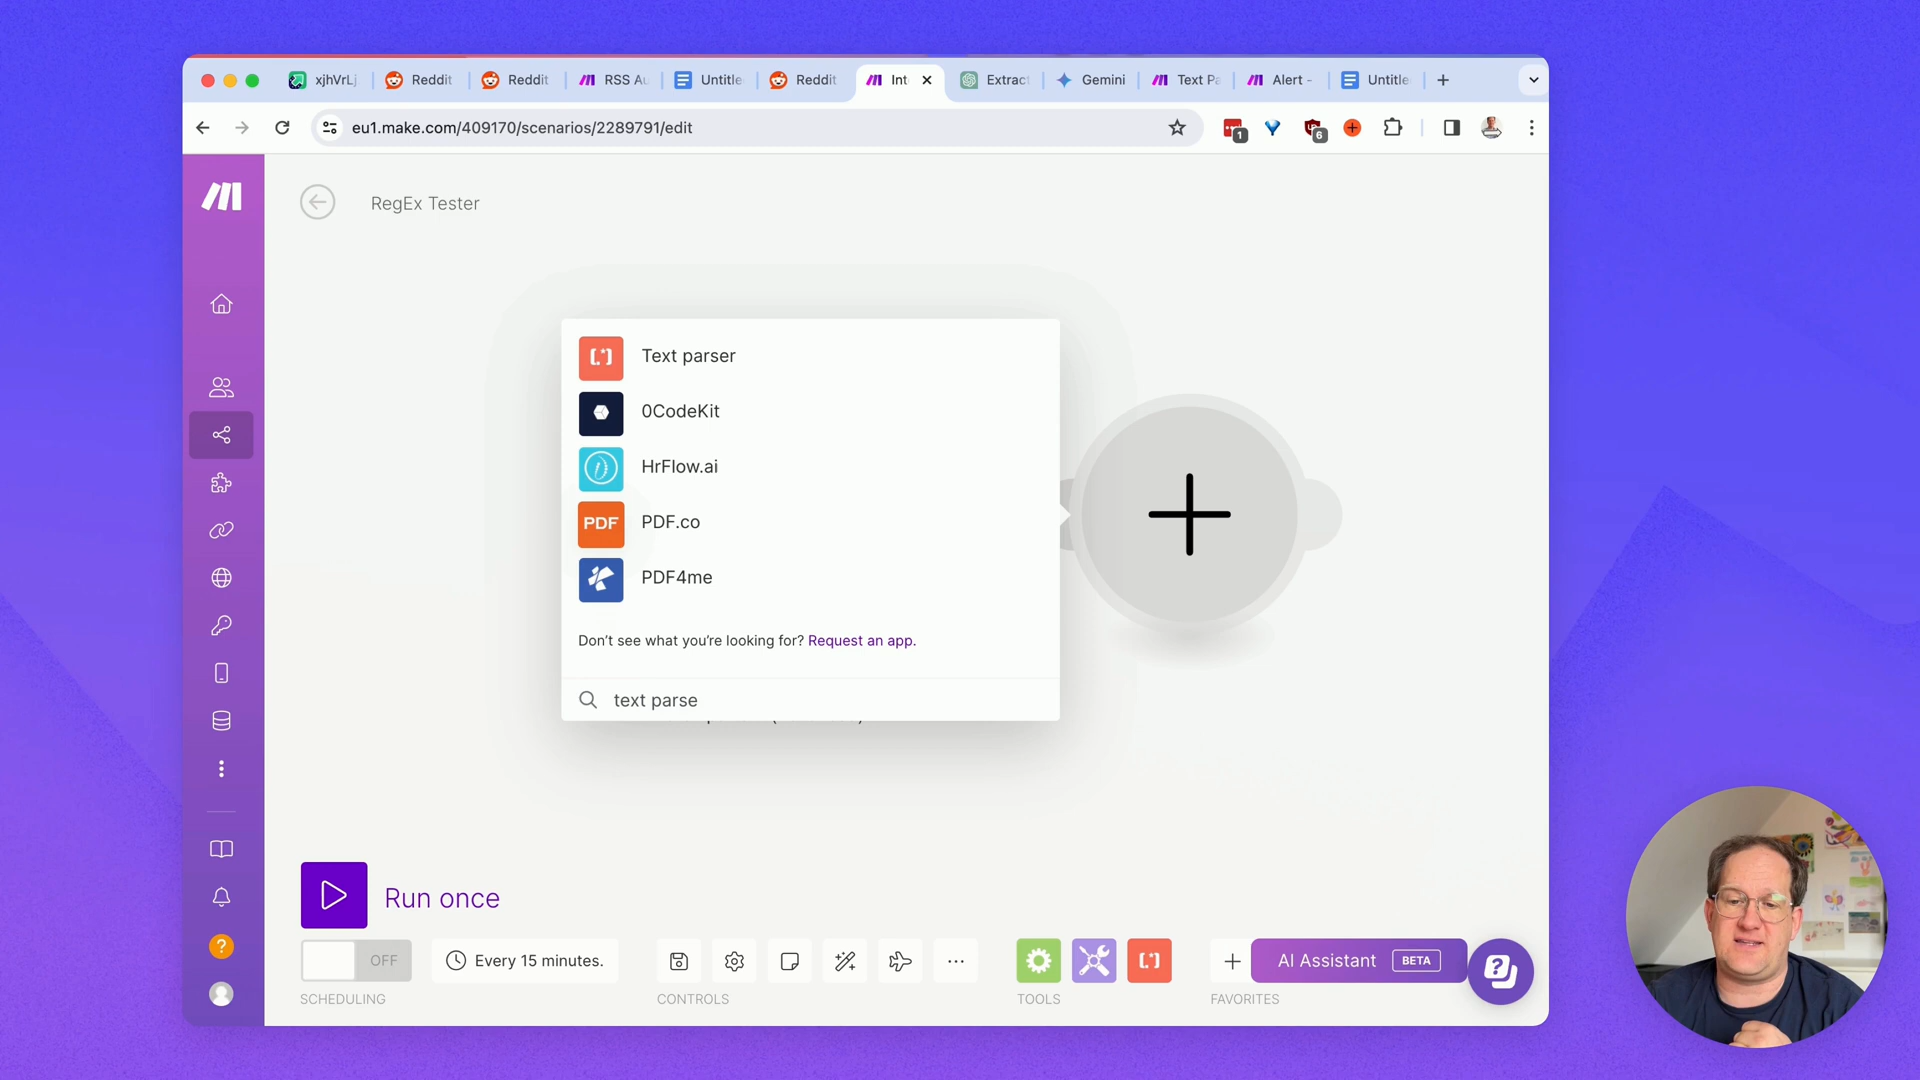 xjhVrLj
Reddit
Reddit
RSS Au
Untitle
Reddit
Int
Extract
Gemini
Text Pa
Alert -
Untitle
eu1.make.com/409170/scenarios/2289791/edit
1
6
RegEx Tester
Text parser
0CodeKit
HrFlow.ai
PDF
PDF.co
PDF4me
Don't see what you're looking for? Request an app.
text parse
Run once
OFF
Every 15 minutes.
AI Assistant
BETA
SCHEDULING
CONTROLS
TOOLS
FAVORITES